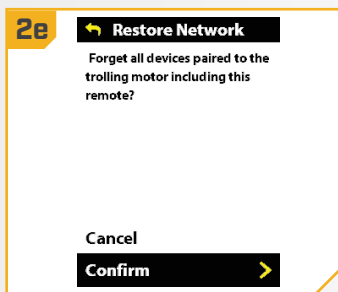 2e
Restore Network
Forget all devices paired to the
trolling motor including this
remote?
Cancel
Confirm